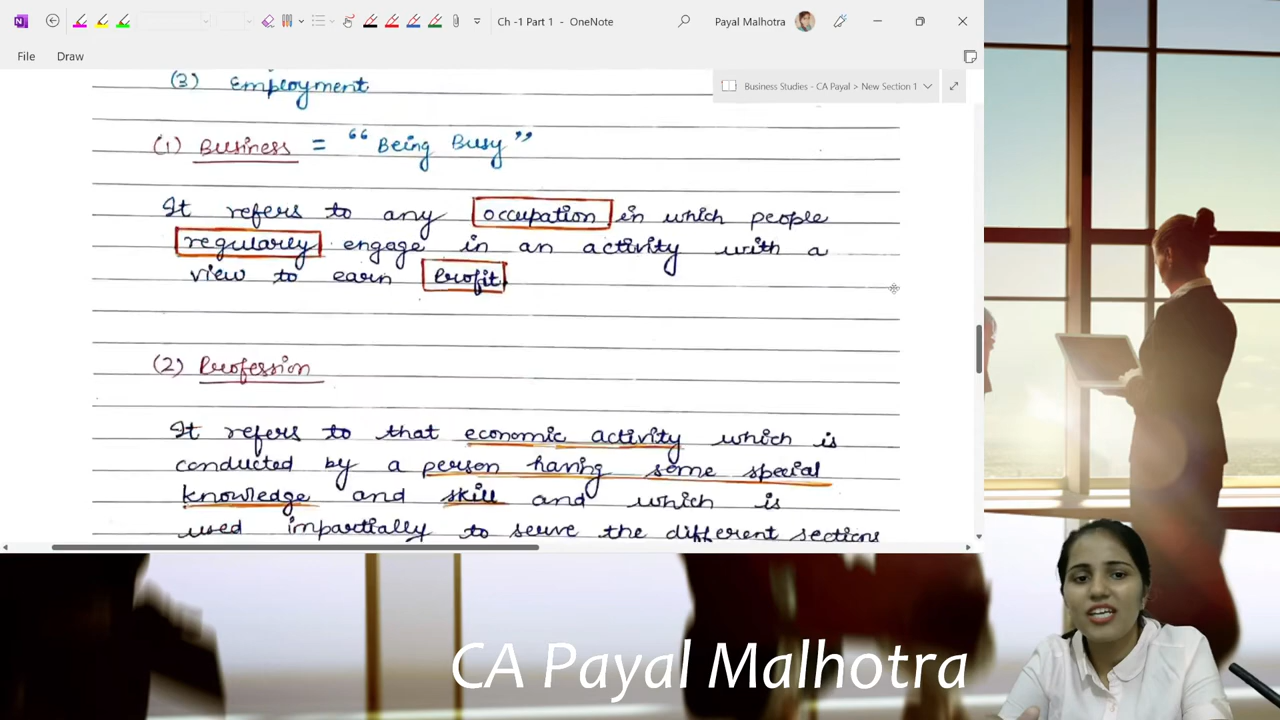 Ch -1 Part 1 - OneNote
Payal Malhotra
File Draw
Business Studies - CA Payal > New Section 1
(3) Employment
(1) Business = "Being Busy"
It refers to any occupation in which people
regularly engage in an activity with a
view to earn Profit
(2) Profession
It refers to that economic activity which is
conducted by a person having some special
knowledge and skill and which is
used impartially to serve the different sections
CA Payal Malhotra